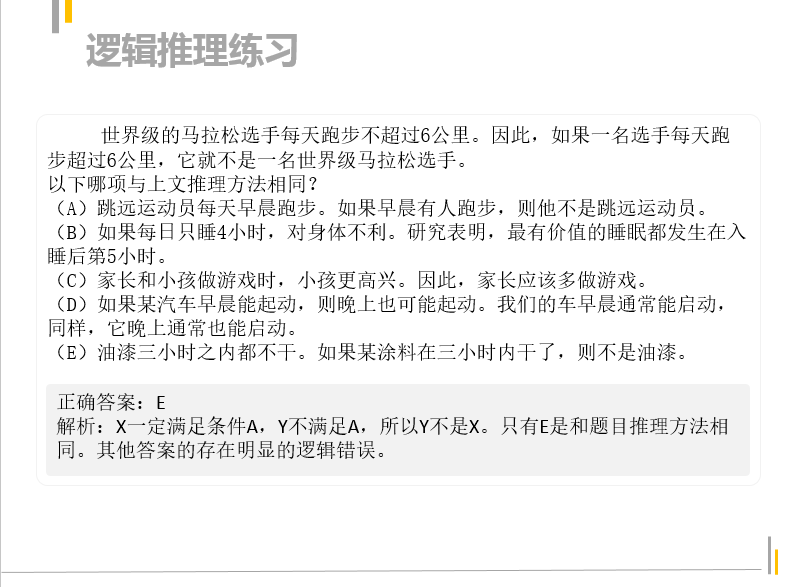 逻辑推理练习
世界级的马拉松选手每天跑步不超过6公里。因此，如果一名选手每天跑
步超过6公里，它就不是一名世界级马拉松选手。
以下哪项与上文推理方法相同？
（A）跳远运动员每天早晨跑步。如果早晨有人跑步，则他不是跳远运动员。
（B）如果每日只睡4小时，对身体不利。研究表明，最有价值的睡眠都发生在入
睡后第5小时。
（C）家长和小孩做游戏时，小孩更高兴。因此，家长应该多做游戏。
（D）如果某汽车早晨能起动，则晚上也可能起动。我们的车早晨通常能启动，
同样，它晚上通常也能启动。
（E）油漆三小时之内都不干。如果某涂料在三小时内干了，则不是油漆。
正确答案：E
解析：X一定满足条件A，Y不满足A，所以Y不是X。只有E是和题目推理方法相
同。其他答案的存在明显的逻辑错误。